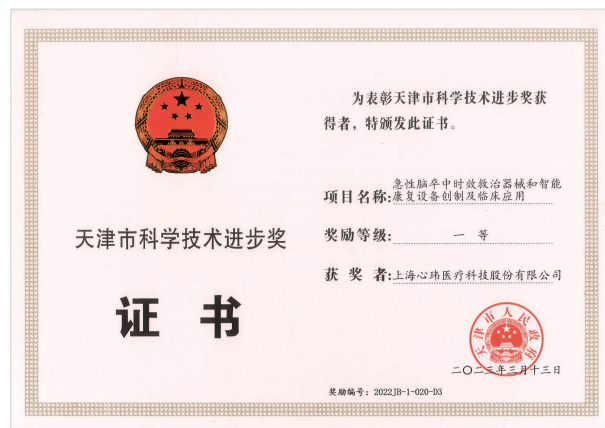 天津市科学技术进步奖
证书
为表彰天津市科学技术进步奖获
得者，特颁发此证书。
项目名称:急性脑卒中时效救治器械和智能
康复设备创制及临床应用
奖励等级: 一 等
获 奖 者:上海心玮医疗科技股份有限公司
天津市人民政府
二〇二三年三月十三日
奖励编号: 2022JB-1-020-D3